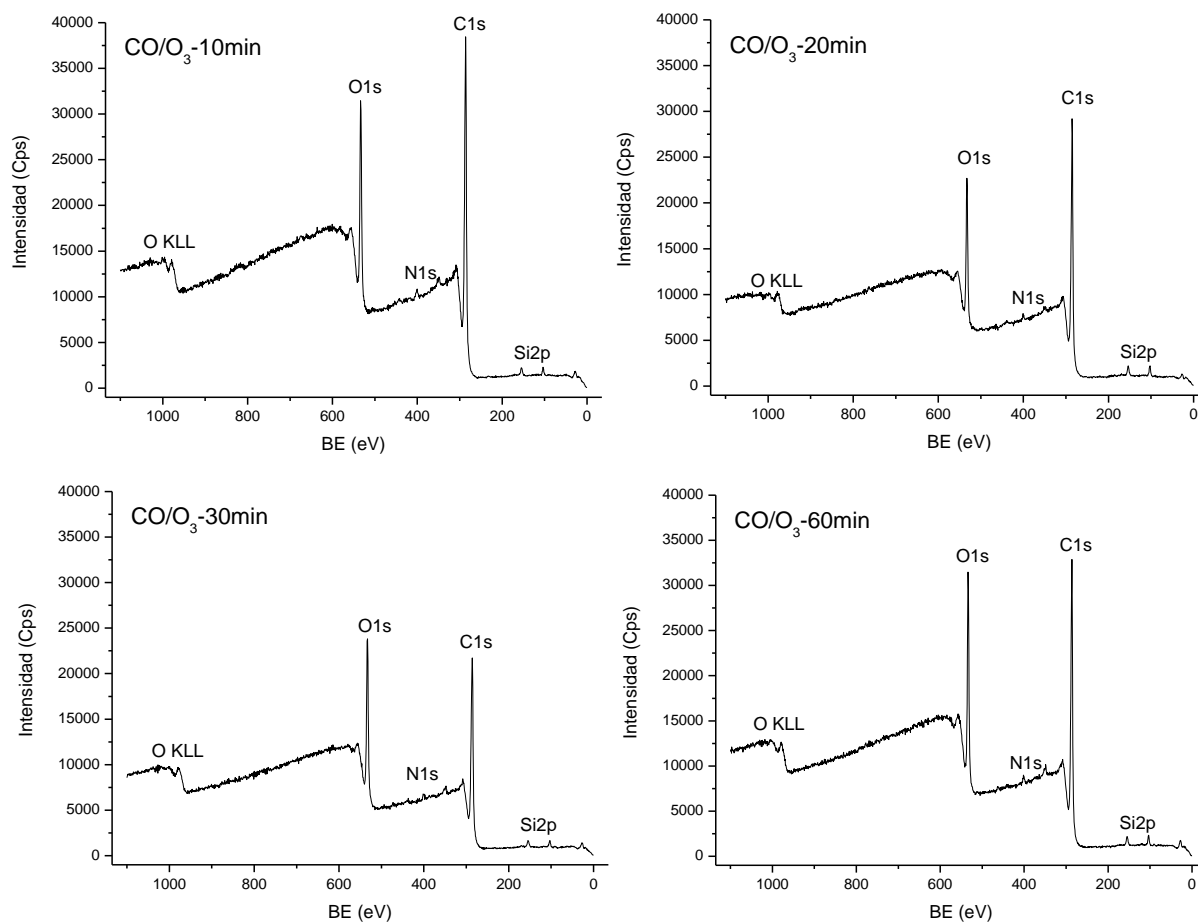 CO/O₃-10min
C1s
O1s
O KLL
N1s
Si2p
40000
35000
30000
25000
20000
15000
10000
5000
0
Intensidad (Cps)
1000 800 600 400 200 0
BE (eV)
CO/O₃-20min
C1s
O1s
O KLL
N1s
Si2p
40000
35000
30000
25000
20000
15000
10000
5000
0
Intensidad (Cps)
1000 800 600 400 200 0
BE (eV)
CO/O₃-30min
O1s
C1s
O KLL
N1s
Si2p
40000
35000
30000
25000
20000
15000
10000
5000
0
Intensidad (Cps)
1000 800 600 400 200 0
BE (eV)
CO/O₃-60min
C1s
O1s
O KLL
N1s
Si2p
40000
35000
30000
25000
20000
15000
10000
5000
0
Intensidad (Cps)
1000 800 600 400 200 0
BE (eV)